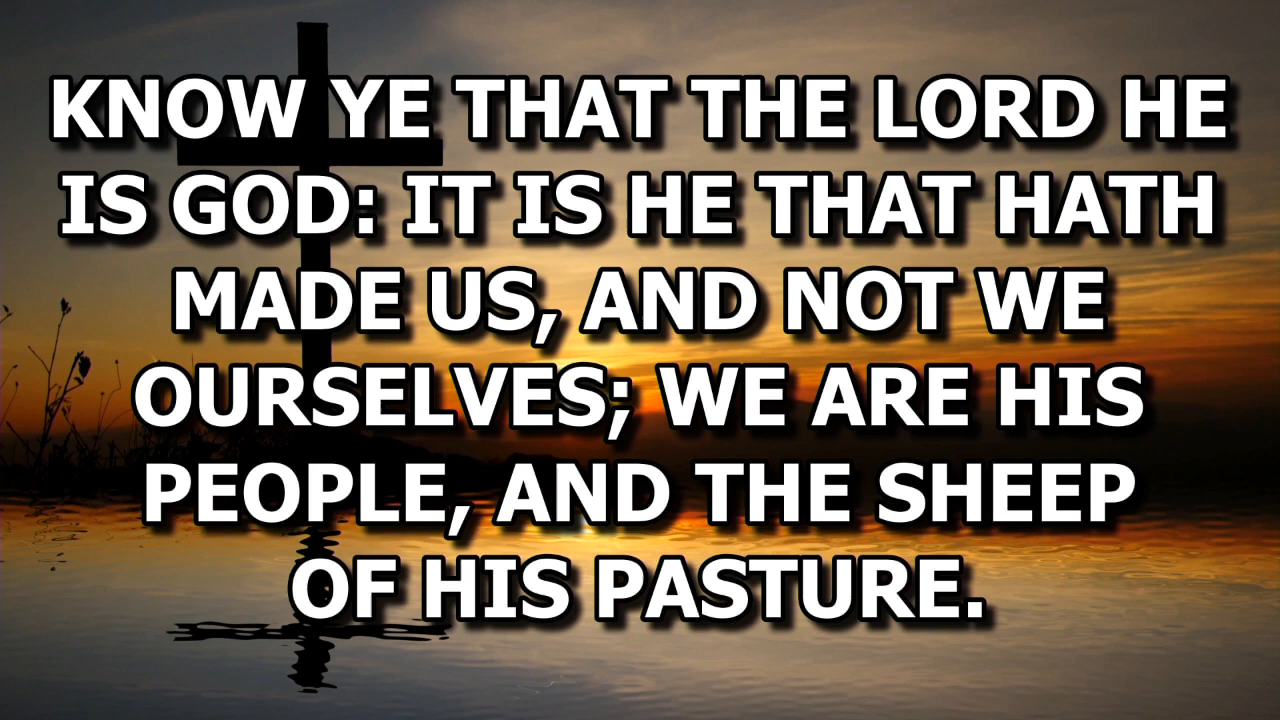 KNOW YE THAT THE LORD HE
IS GOD: IT IS HE THAT HATH
MADE US, AND NOT WE
OURSELVES; WE ARE HIS
PEOPLE, AND THE SHEEP
OF HIS PASTURE.